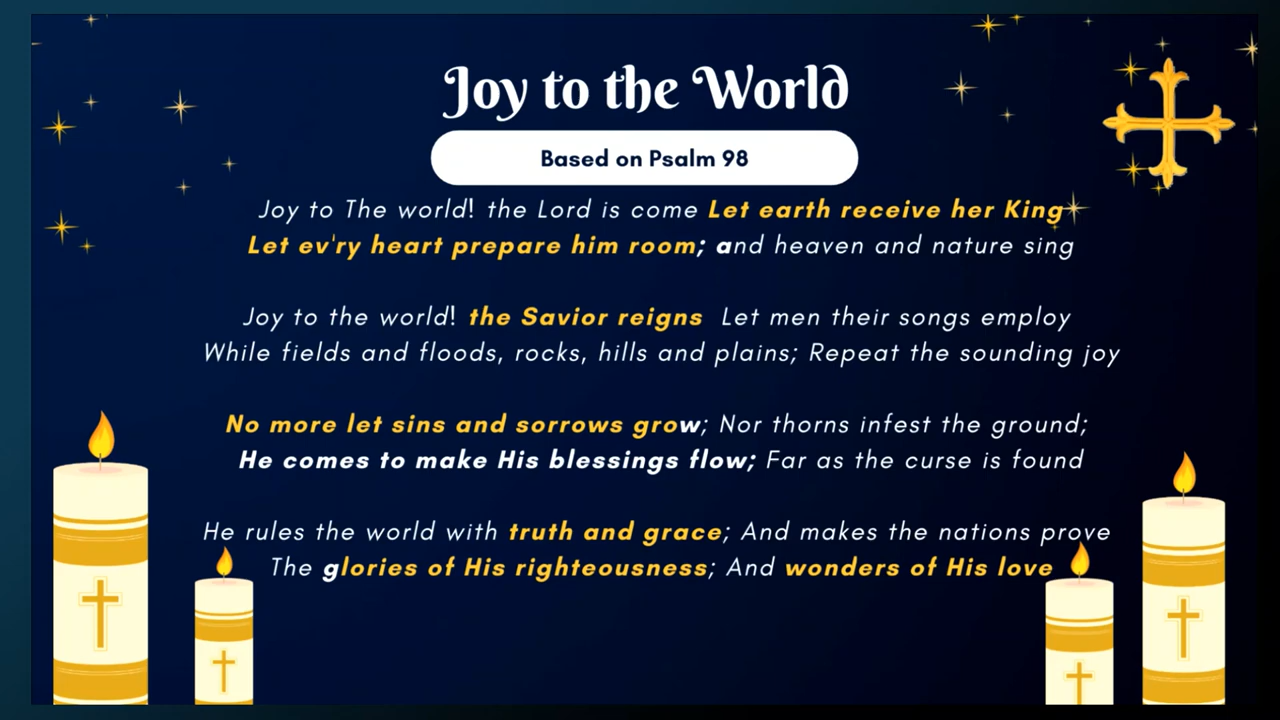 Joy to the World
Based on Psalm 98
Joy to The world! the Lord is come Let earth receive her King
Let ev'ry heart prepare him room; and heaven and nature sing
Joy to the world! the Savior reigns Let men their songs employ
While fields and floods, rocks, hills and plains; Repeat the sounding joy
No more let sins and sorrows grow; Nor thorns infest the ground;
He comes to make His blessings flow; Far as the curse is found
He rules the world with truth and grace; And makes the nations prove
The glories of His righteousness; And wonders of His love